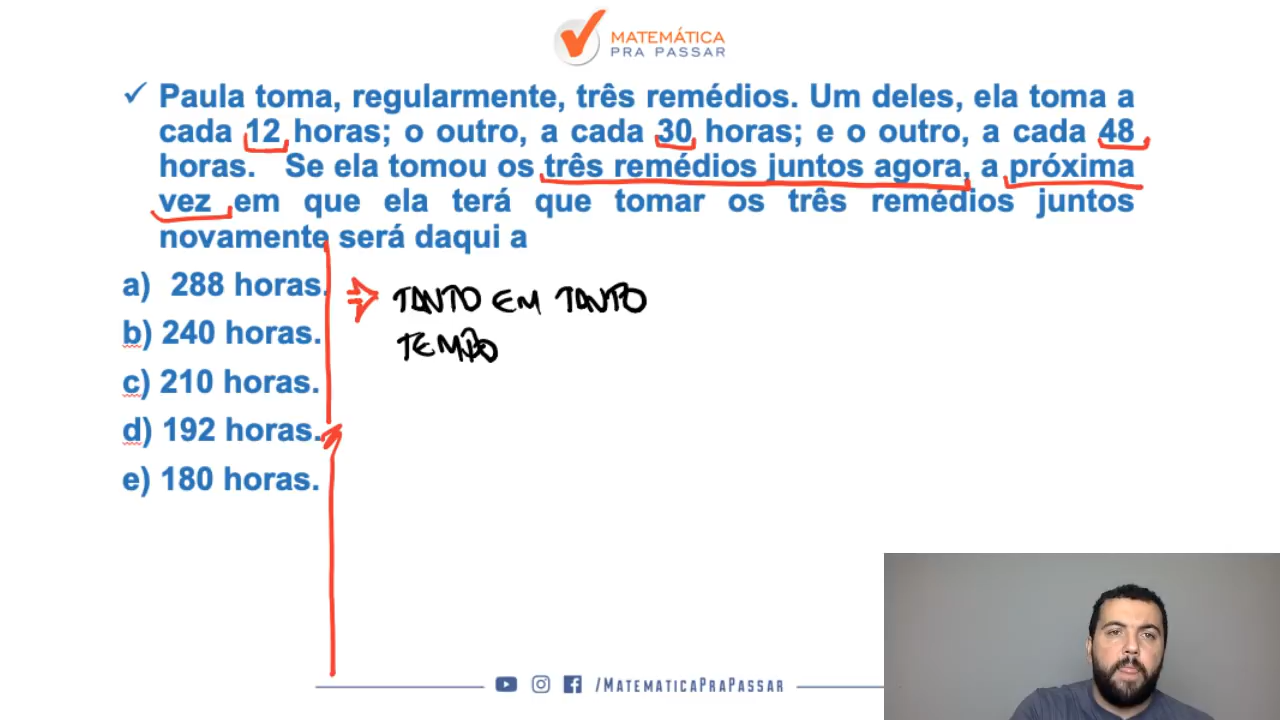 MATEMÁTICA
PRA PASSAR
✓ Paula toma, regularmente, três remédios. Um deles, ela toma a
cada 12 horas; o outro, a cada 30 horas; e o outro, a cada 48
horas. Se ela tomou os três remédios juntos agora, a próxima
vez em que ela terá que tomar os três remédios juntos
novamente será daqui a
a) 288 horas.
b) 240 horas.
c) 210 horas.
d) 192 horas.
e) 180 horas.
⇒ TANTO EM TANTO
TEMPO
/MATEMATICAPRAPASSAR